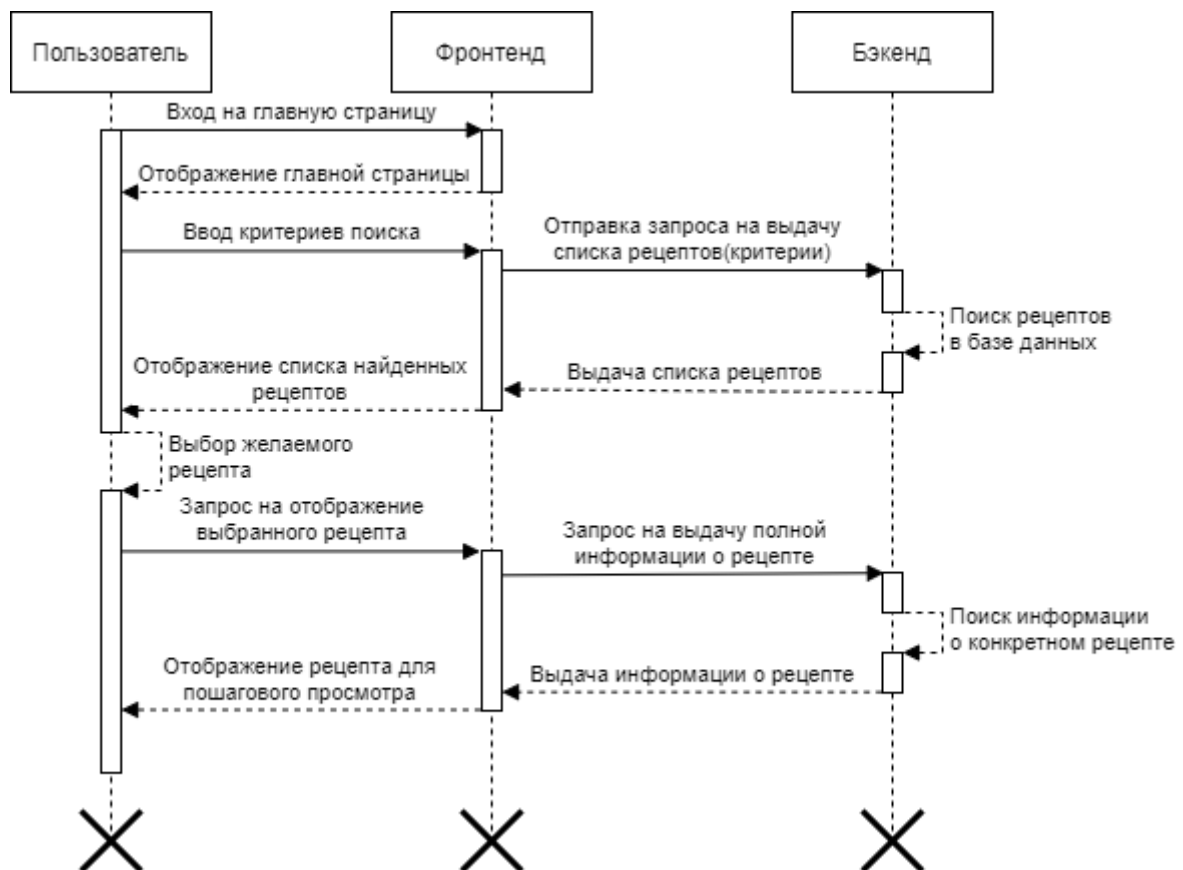 Пользователь
Фронтенд
Бэкенд
Вход на главную страницу
Отображение главной страницы
Ввод критериев поиска
Отправка запроса на выдачу
списка рецептов(критерии)
Поиск рецептов
в базе данных
Выдача списка рецептов
Отображение списка найденных
рецептов
Выбор желаемого
рецепта
Запрос на отображение
выбранного рецепта
Запрос на выдачу полной
информации о рецепте
Поиск информации
о конкретном рецепте
Выдача информации о рецепте
Отображение рецепта для
пошагового просмотра